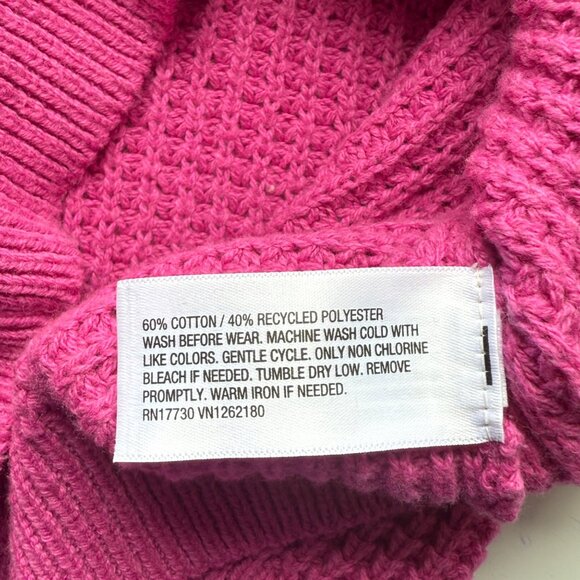 60% COTTON / 40% RECYCLED POLYESTER
WASH BEFORE WEAR. MACHINE WASH COLD WITH
LIKE COLORS. GENTLE CYCLE. ONLY NON CHLORINE
BLEACH IF NEEDED. TUMBLE DRY LOW. REMOVE
PROMPTLY. WARM IRON IF NEEDED.
RN17730 VN1262180